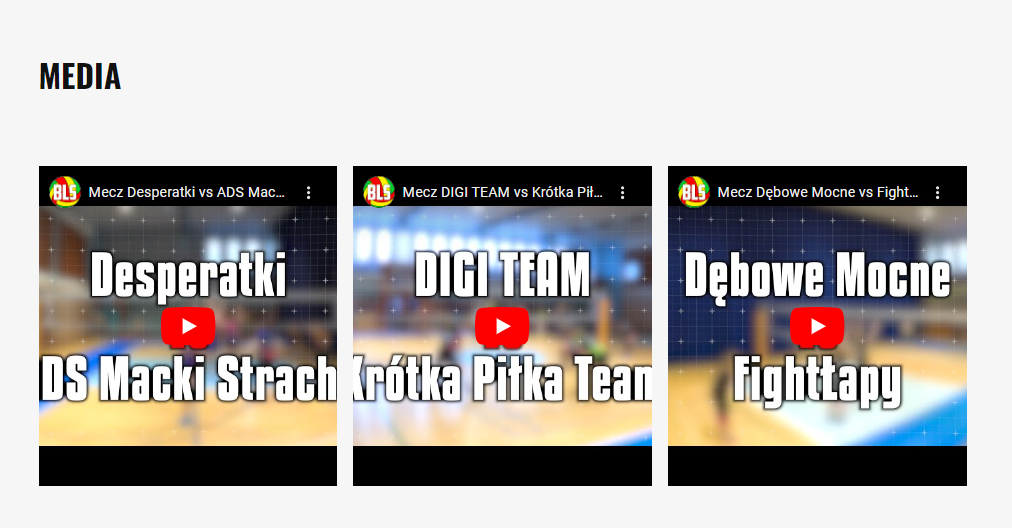 MEDIA
BLS
Mecz Desperatki vs ADS Mac...
Desperatki
DS Macki Strach
BLS
Mecz DIGI TEAM vs Krótka Pił...
DIGI TEAM
Krótka Piłka Team
BLS
Mecz Dębowe Mocne vs Fight...
Dębowe Mocne
FightŁapy